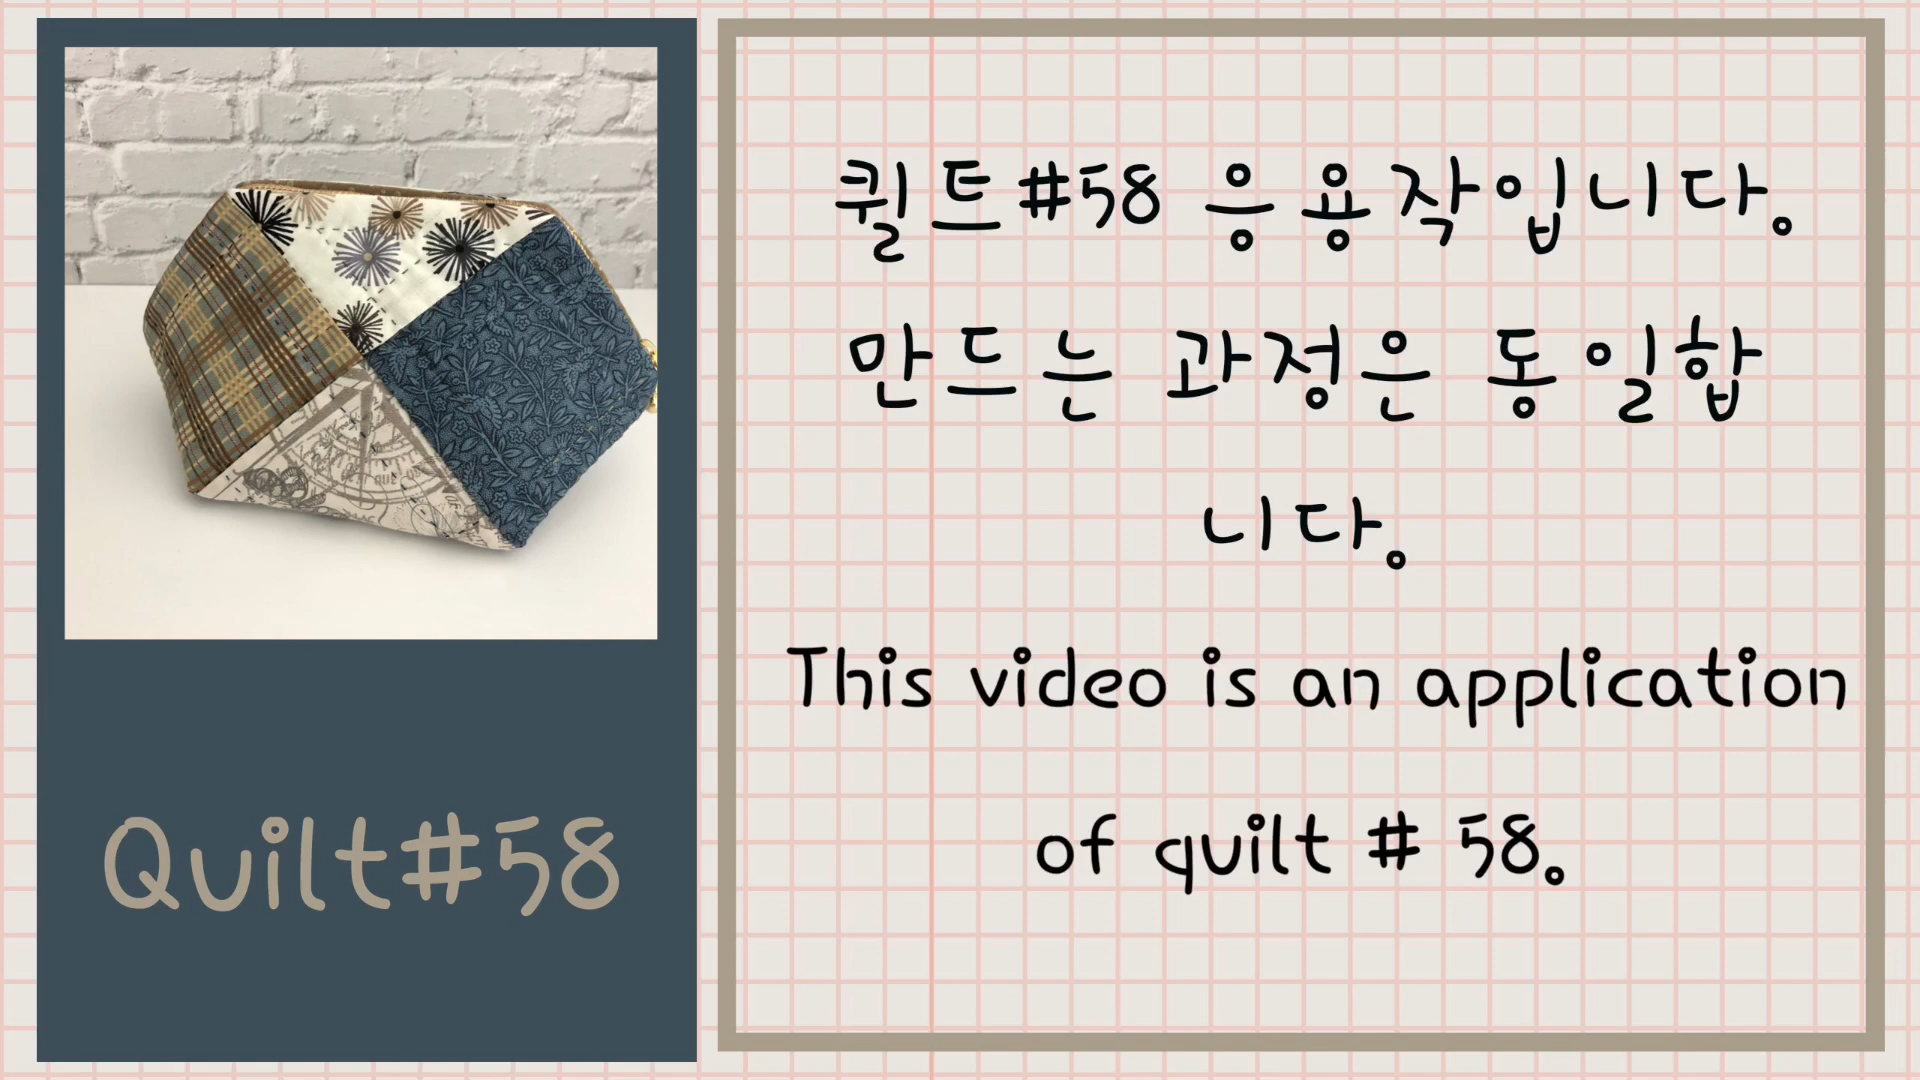 Quilt#58
퀼트#58 응용작입니다.
만드는 과정은 동일합
니다.
This video is an application
of quilt # 58.